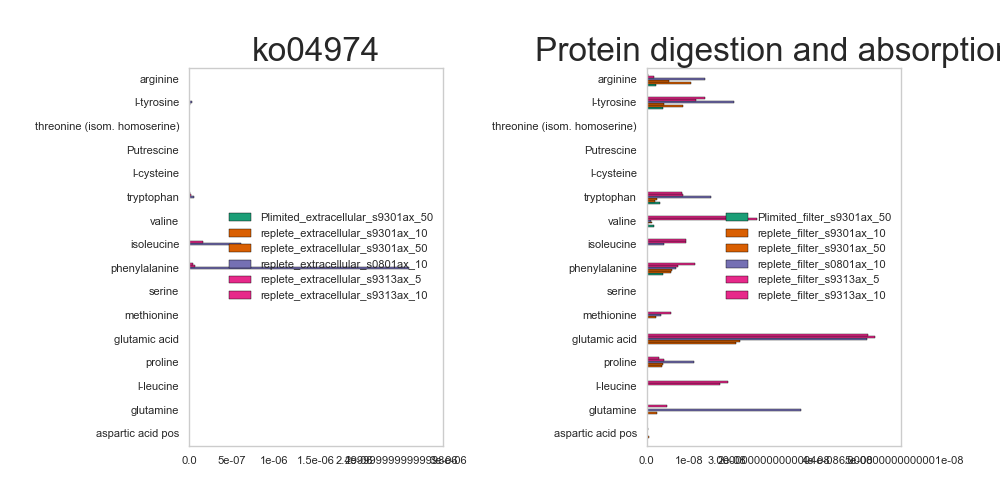 ko04974
arginine
l-tyrosine
threonine (isom. homoserine)
Putrescine
l-cysteine
tryptophan
valine
isoleucine
phenylalanine
serine
methionine
glutamic acid
proline
l-leucine
glutamine
aspartic acid pos
Plimited_extracellular_s9301ax_50
replete_extracellular_s9301ax_10
replete_extracellular_s9301ax_50
replete_extracellular_s0801ax_10
replete_extracellular_s9313ax_5
replete_extracellular_s9313ax_10
0.0 5e-07 1e-06 1.5e-06
Protein digestion and absorption
arginine
l-tyrosine
threonine (isom. homoserine)
Putrescine
l-cysteine
tryptophan
valine
isoleucine
phenylalanine
serine
methionine
glutamic acid
proline
l-leucine
glutamine
aspartic acid pos
Plimited_filter_s9301ax_50
replete_filter_s9301ax_10
replete_filter_s9301ax_50
replete_filter_s0801ax_10
replete_filter_s9313ax_5
replete_filter_s9313ax_10
0.0 1e-08